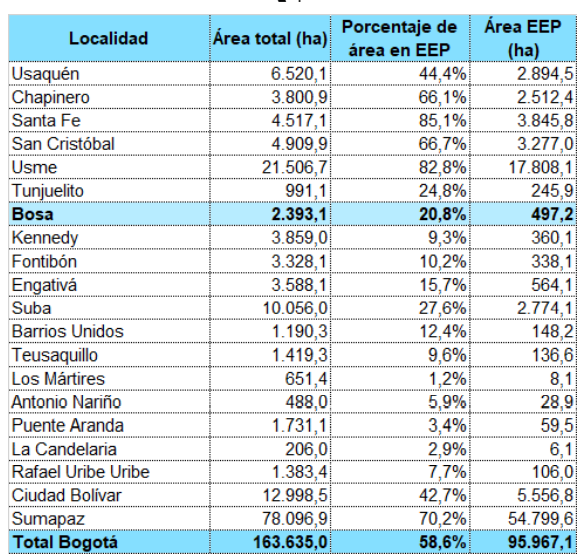 Localidad Área total (ha) Porcentaje de área en EEP Área EEP (ha)
Usaquén 6.520,1 44,4% 2.894,5
Chapinero 3.800,9 66,1% 2.512,4
Santa Fe 4.517,1 85,1% 3.845,8
San Cristóbal 4.909,9 66,7% 3.277,0
Usme 21.506,7 82,8% 17.808,1
Tunjuelito 991,1 24,8% 245,9
Bosa 2.393,1 20,8% 497,2
Kennedy 3.859,0 9,3% 360,1
Fontibón 3.328,1 10,2% 338,1
Engativá 3.588,1 15,7% 564,1
Suba 10.056,0 27,6% 2.774,1
Barrios Unidos 1.190,3 12,4% 148,2
Teusaquillo 1.419,3 9,6% 136,6
Los Mártires 651,4 1,2% 8,1
Antonio Nariño 488,0 5,9% 28,9
Puente Aranda 1.731,1 3,4% 59,5
La Candelaria 206,0 2,9% 6,1
Rafael Uribe Uribe 1.383,4 7,7% 106,0
Ciudad Bolívar 12.998,5 42,7% 5.556,8
Sumapaz 78.096,9 70,2% 54.799,6
Total Bogotá 163.635,0 58,6% 95.967,1